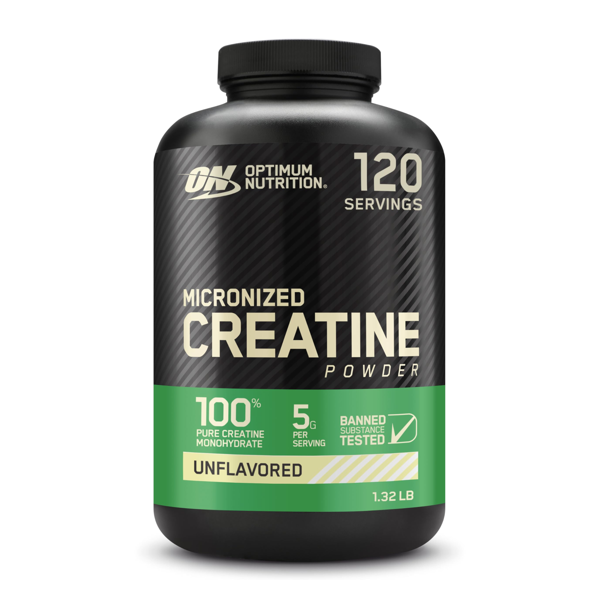 ON OPTIMUM
NUTRITION®
120
SERVINGS
MICRONIZED
CREATINE
POWDER
100%
PURE CREATINE
MONOHYDRATE
5G
PER
SERVING
BANNED
SUBSTANCE
TESTED
UNFLAVORED
1.32 LB